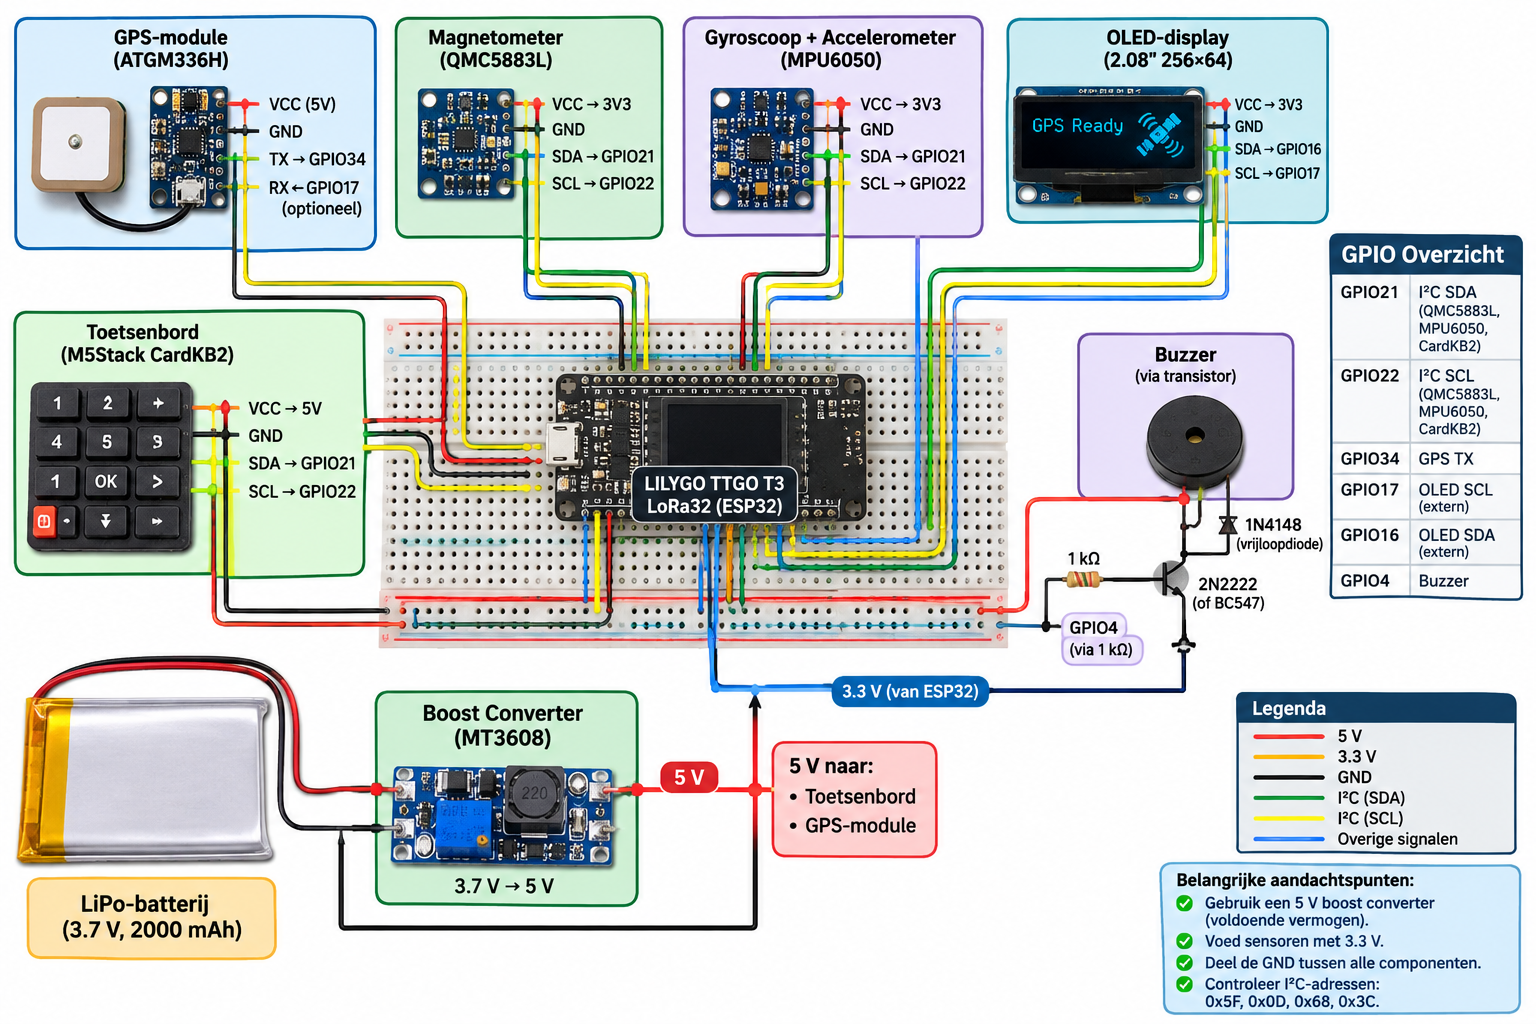 GPS-module
(ATGM336H)
VCC (5V)
GND
TX → GPIO34
RX ← GPIO17
(optioneel)
Magnetometer
(QMC5883L)
VCC → 3V3
GND
SDA → GPIO21
SCL → GPIO22
Gyroscoop + Accelerometer
(MPU6050)
VCC → 3V3
GND
SDA → GPIO21
SCL → GPIO22
OLED-display
(2.08" 256×64)
GPS Ready
VCC → 3V3
GND
SDA → GPIO16
SCL → GPIO17
Toetsenbord
(M5Stack CardKB2)
1 2
4 5 9
1 OK >
VCC → 5V
GND
SDA → GPIO21
SCL → GPIO22
LILYGO TTGO T3
LoRa32 (ESP32)
Buzzer
(via transistor)
1N4148
(vrijloopdiode)
1 kΩ
2N2222
(of BC547)
GPIO4
(via 1 kΩ)
3.3 V (van ESP32)
GPIO Overzicht
GPIO21 I²C SDA
(QMC5883L,
MPU6050,
CardKB2)
GPIO22 I²C SCL
(QMC5883L,
MPU6050,
CardKB2)
GPIO34 GPS TX
GPIO17 OLED SCL
(extern)
GPIO16 OLED SDA
(extern)
GPIO4 Buzzer
LiPo-batterij
(3.7 V, 2000 mAh)
Boost Converter
(MT3608)
220
3.7 V → 5 V
5 V
5 V naar:
• Toetsenbord
• GPS-module
Legenda
5 V
3.3 V
GND
I²C (SDA)
I²C (SCL)
Overige signalen
Belangrijke aandachtspunten:
Gebruik een 5 V boost converter
(voldoende vermogen).
Voed sensoren met 3.3 V.
Deel de GND tussen alle componenten.
Controleer I²C-adressen:
0x5F, 0x0D, 0x68, 0x3C.